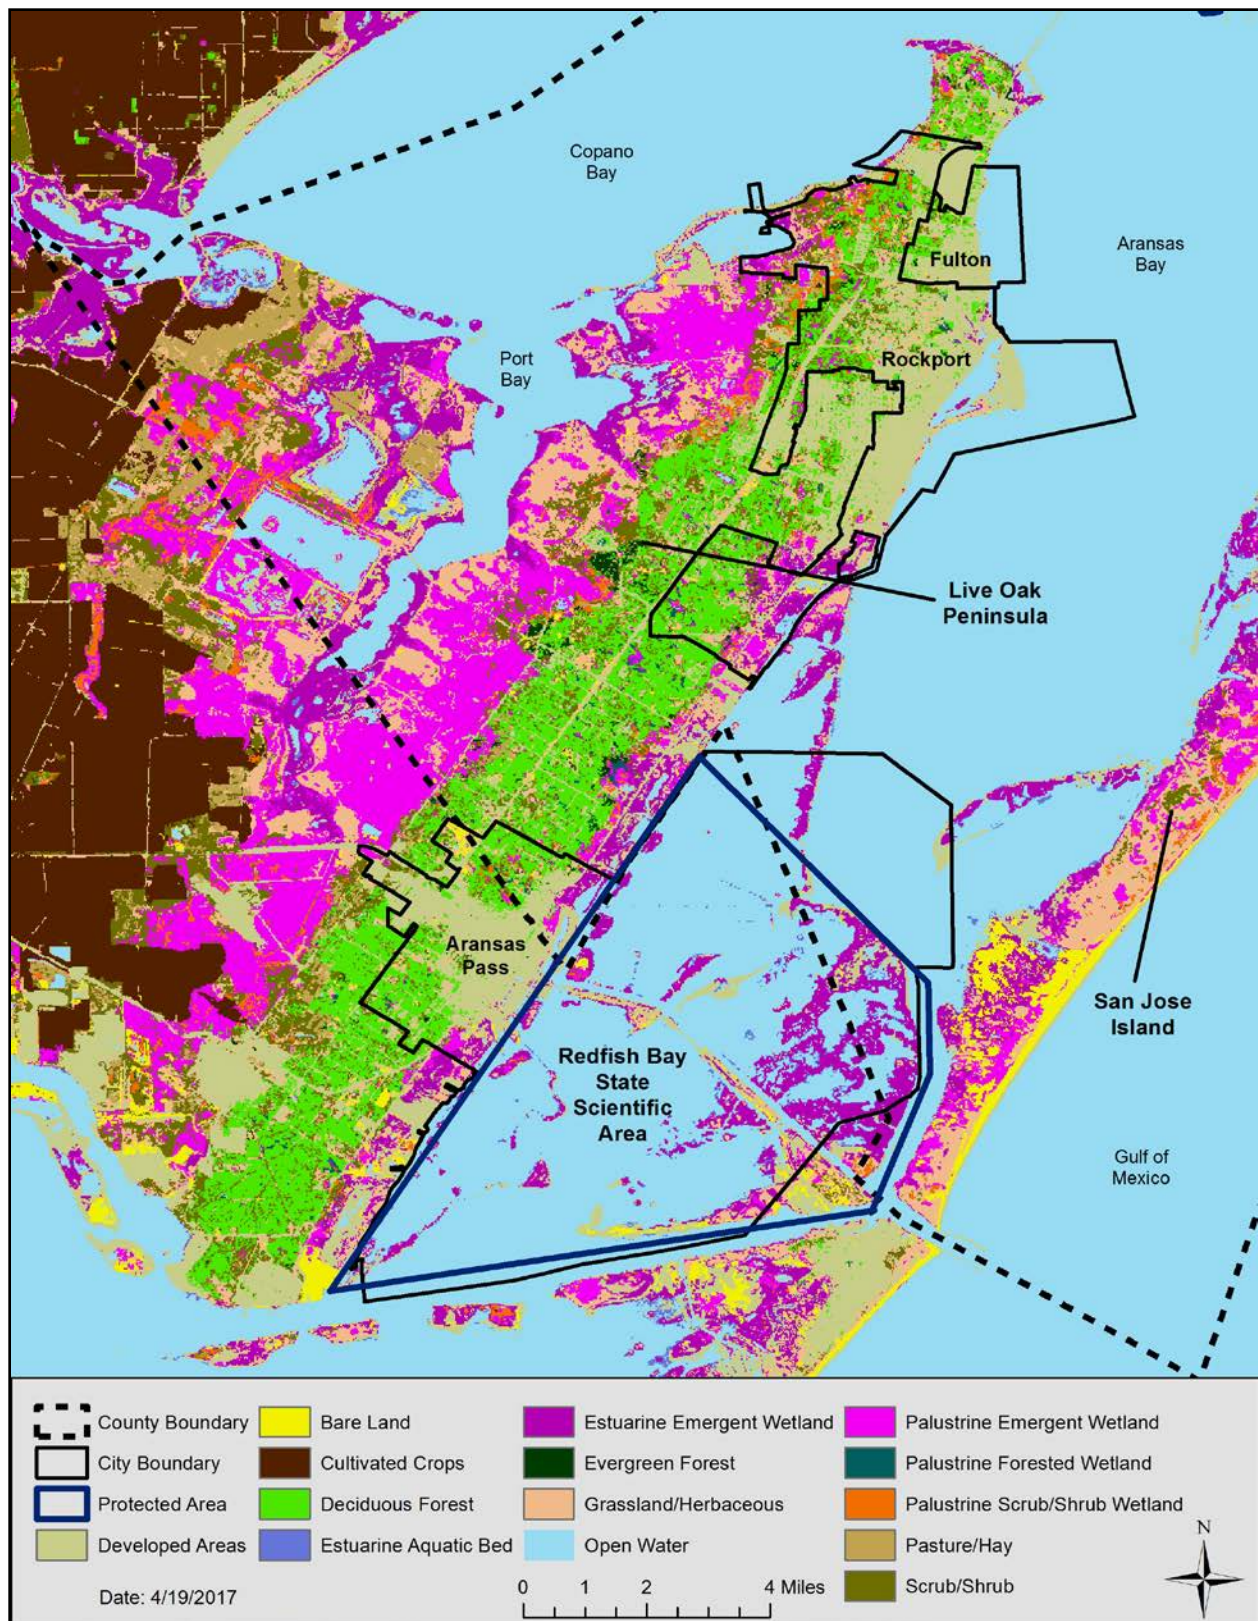 Copano
Bay
Aransas
Bay
Fulton
Port
Bay
Rockport
Live Oak
Peninsula
Aransas
Pass
San Jose
Island
Redfish Bay
State
Scientific
Area
Gulf of
Mexico
County Boundary
Bare Land
Estuarine Emergent Wetland
Palustrine Emergent Wetland
City Boundary
Cultivated Crops
Evergreen Forest
Palustrine Forested Wetland
Protected Area
Deciduous Forest
Grassland/Herbaceous
Palustrine Scrub/Shrub Wetland
Developed Areas
Estuarine Aquatic Bed
Open Water
Pasture/Hay
Scrub/Shrub
N
Date: 4/19/2017
0 1 2 4 Miles